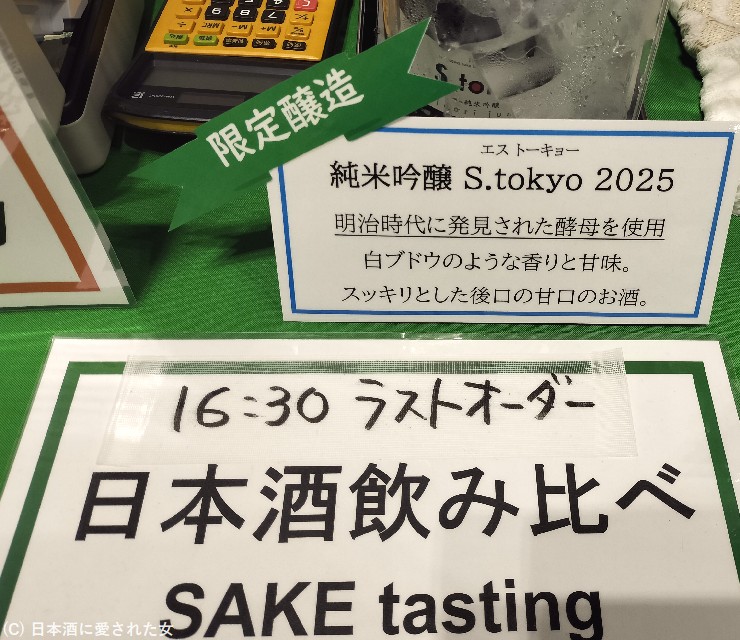 限定醸造
エストーキョー
純米吟醸 S.tokyo 2025
明治時代に発見された酵母を使用
白ブドウのような香りと甘味。
スッキリとした後口の甘口のお酒。
16:30 ラストオーダー
日本酒飲み比べ
SAKE tasting
(C) 日本酒に愛された女